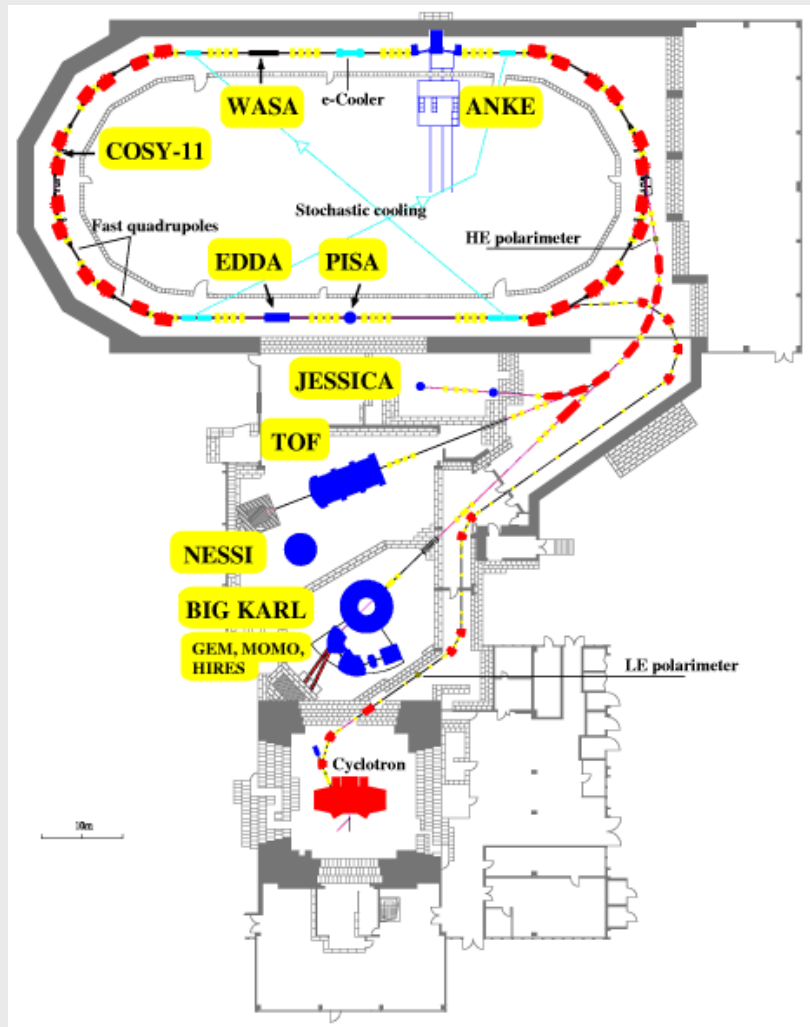 WASA
e-Cooler
ANKE
COSY-11
Stochastic cooling
Fast quadrupoles
HE polarimeter
EDDA
PISA
JESSICA
TOF
NESSI
BIG KARL
GEM, MOMO,
HIRES
LE polarimeter
Cyclotron
10m